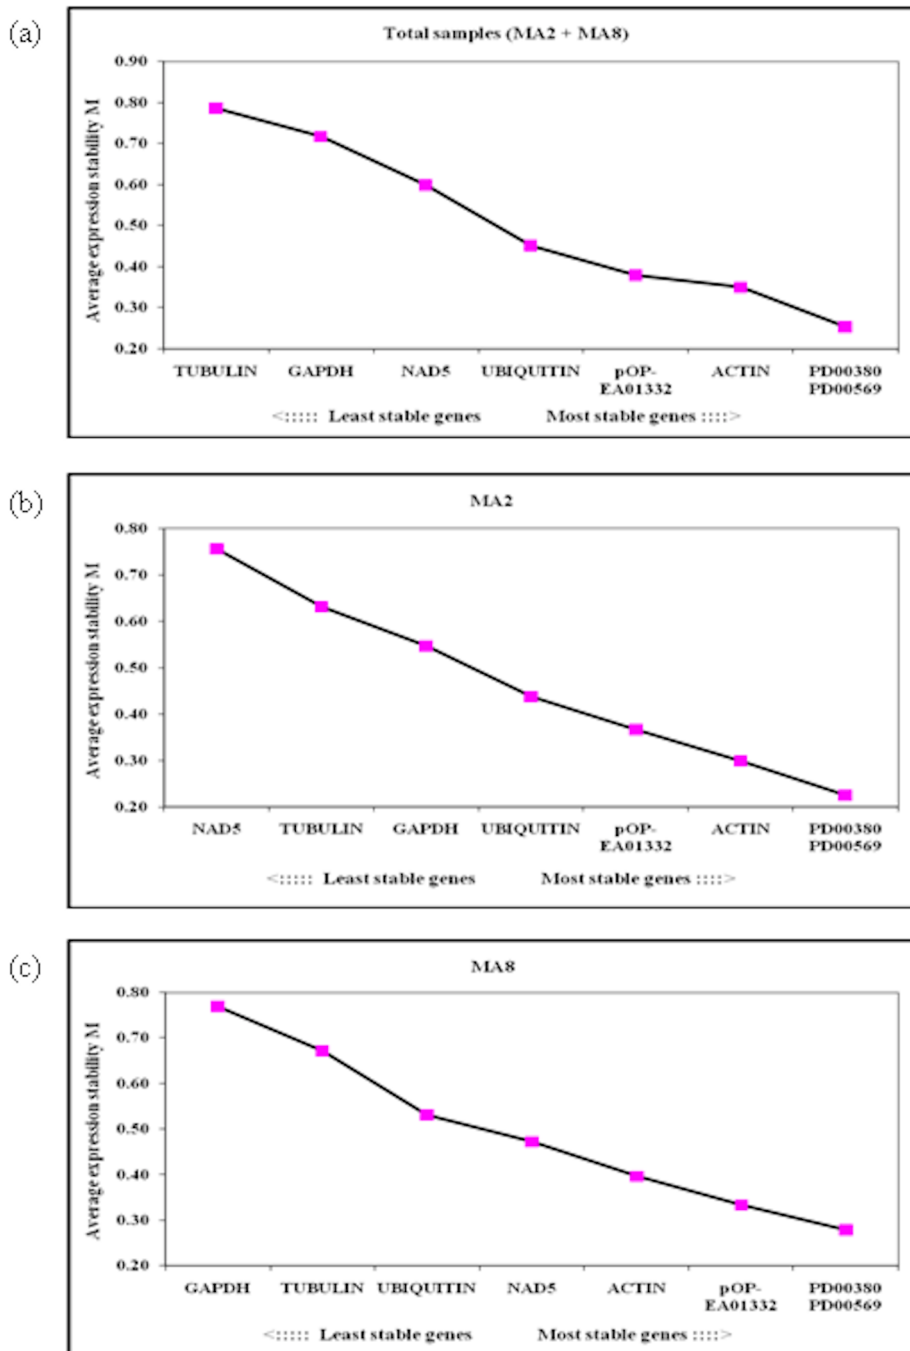 (a)
Total samples (MA2 + MA8)
Average expression stability M
0.90
0.80
0.70
0.60
0.50
0.40
0.30
0.20
TUBULIN GAPDH NAD5 UBIQUITIN pOP-EA01332 ACTIN PD00380 PD00569
<::::: Least stable genes Most stable genes ::::>
(b)
MA2
Average expression stability M
0.80
0.70
0.60
0.50
0.40
0.30
0.20
NAD5 TUBULIN GAPDH UBIQUITIN pOP-EA01332 ACTIN PD00380 PD00569
<::::: Least stable genes Most stable genes ::::>
(c)
MA8
Average expression stability M
0.80
0.70
0.60
0.50
0.40
0.30
0.20
GAPDH TUBULIN UBIQUITIN NAD5 ACTIN pOP-EA01332 PD00380 PD00569
<::::: Least stable genes Most stable genes ::::>